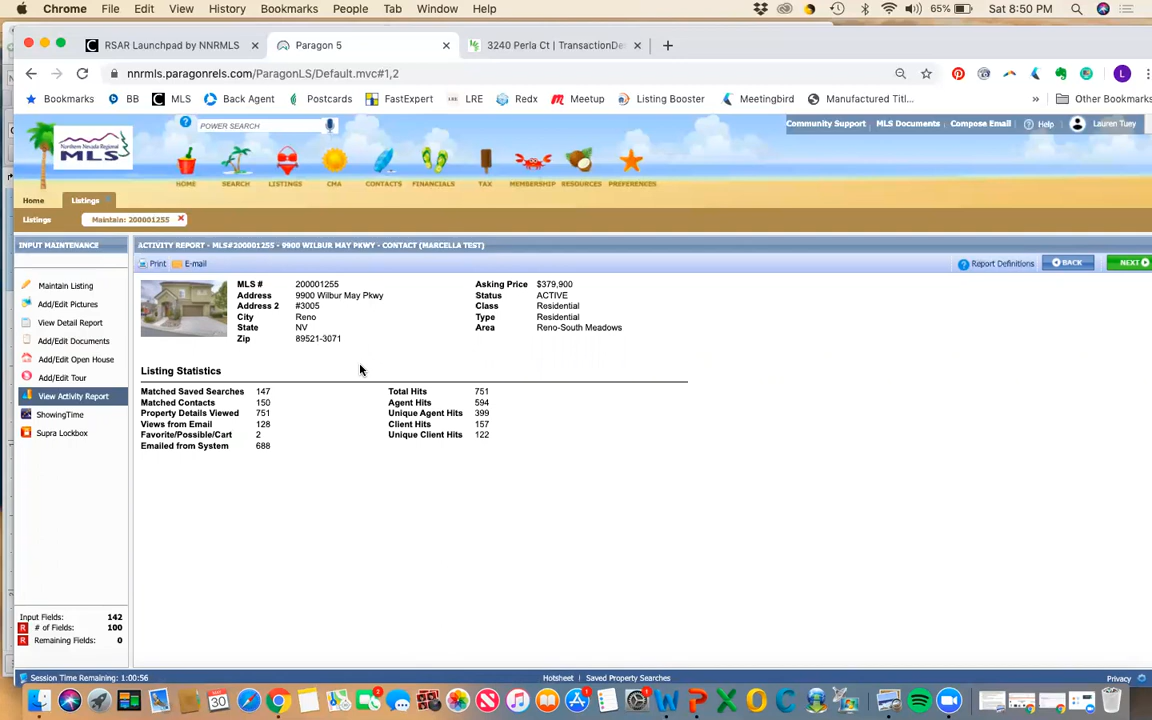 Chrome File Edit View History Bookmarks People Tab Window Help 65% Sat 8:50 PM
RSAR Launchpad by NNRMLS Paragon 5 3240 Perla Ct | TransactionDe
nnrmls.paragonrels.com/ParagonLS/Default.mvc#1,2 L
Bookmarks BB MLS Back Agent Postcards FastExpert LRE LRE Redx Meetup Listing Booster Meetingbird Manufactured Titl... » Other Bookmarks
Northern Nevada Regional MLS ? POWER SEARCH Community Support MLS Documents Compose Email Help Lauren Tuey
HOME SEARCH LISTINGS CMA CONTACTS FINANCIALS TAX MEMBERSHIP RESOURCES PREFERENCES
Home Listings
Listings Maintain: 200001255
INPUT MAINTENANCE
Maintain Listing
Add/Edit Pictures
View Detail Report
Add/Edit Documents
Add/Edit Open House
Add/Edit Tour
View Activity Report
ShowingTime
Supra Lockbox
Input Fields: 142
R # of Fields: 100
R Remaining Fields: 0
ACTIVITY REPORT - MLS#200001255 - 9900 WILBUR MAY PKWY - CONTACT (MARCELLA TEST)
Print E-mail Report Definitions BACK NEXT
MLS # 200001255 Asking Price $379,900
Address 9900 Wilbur May Pkwy Status ACTIVE
Address 2 #3005 Class Residential
City Reno Type Residential
State NV Area Reno-South Meadows
Zip 89521-3071
Listing Statistics
Matched Saved Searches 147 Total Hits 751
Matched Contacts 150 Agent Hits 594
Property Details Viewed 751 Unique Agent Hits 399
Views from Email 128 Client Hits 157
Favorite/Possible/Cart 2 Unique Client Hits 122
Emailed from System 688
Session Time Remaining: 1:00:56 Hotsheet Saved Property Searches Privacy